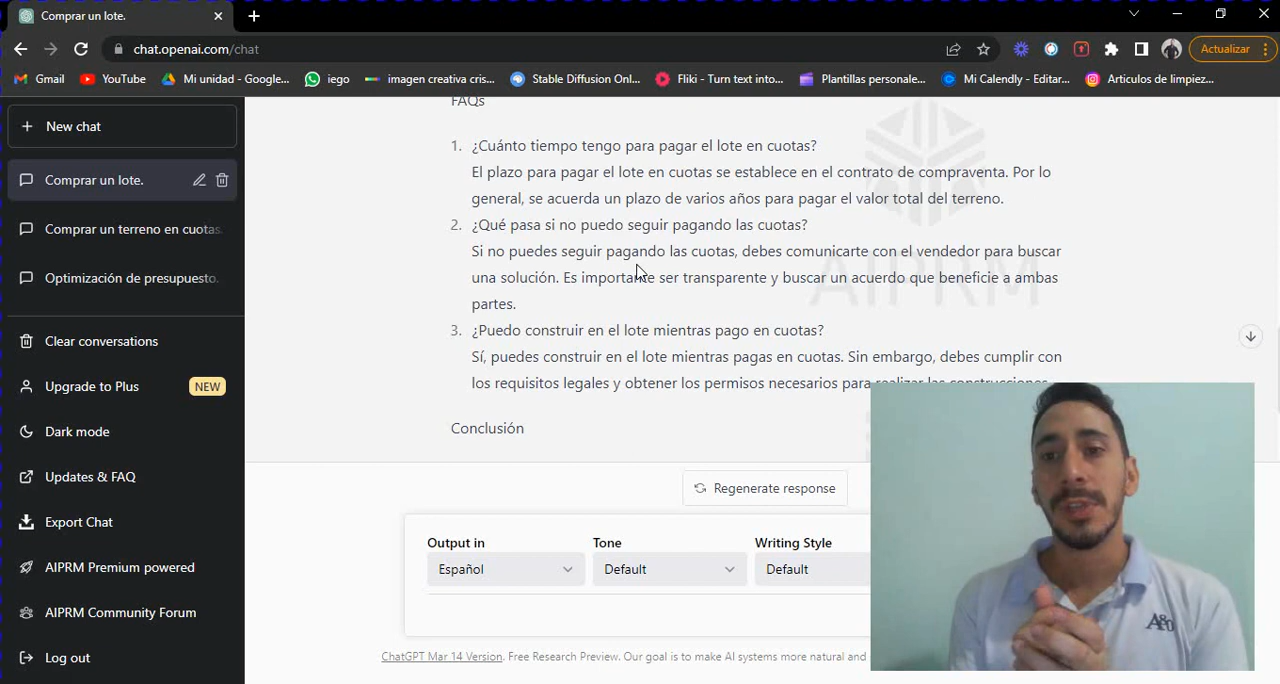 Comprar un lote.
chat.openai.com/chat
Actualizar
Gmail
YouTube
Mi unidad - Google...
iego
imagen creativa cris...
Stable Diffusion Onl...
Fliki - Turn text into...
Plantillas personale...
Mi Calendly - Editar...
Articulos de limpiez...
New chat
Comprar un lote.
Comprar un terreno en cuotas.
Optimización de presupuesto.
Clear conversations
Upgrade to Plus
NEW
Dark mode
Updates & FAQ
Export Chat
AIPRM Premium powered
AIPRM Community Forum
Log out
FAQs
1. ¿Cuánto tiempo tengo para pagar el lote en cuotas?
El plazo para pagar el lote en cuotas se establece en el contrato de compraventa. Por lo
general, se acuerda un plazo de varios años para pagar el valor total del terreno.
2. ¿Qué pasa si no puedo seguir pagando las cuotas?
Si no puedes seguir pagando las cuotas, debes comunicarte con el vendedor para buscar
una solución. Es importante ser transparente y buscar un acuerdo que beneficie a ambas
partes.
3. ¿Puedo construir en el lote mientras pago en cuotas?
Sí, puedes construir en el lote mientras pagas en cuotas. Sin embargo, debes cumplir con
los requisitos legales y obtener los permisos necesarios para realizar las construcciones.
Conclusión
AIPRM
Regenerate response
Output in
Tone
Writing Style
Español
Default
Default
ChatGPT Mar 14 Version. Free Research Preview. Our goal is to make AI systems more natural and